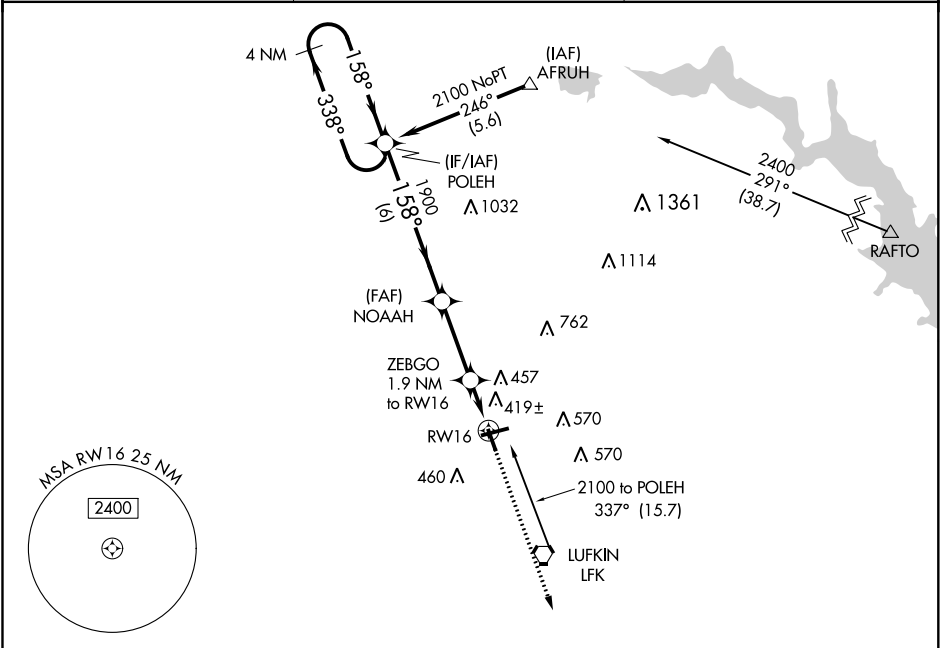 4 NM
158°
338°
(IAF)
AFRUH
2100 NoPT
246°
(5.6)
(IF/IAF)
POLEH
1900
158°
(6)
1032
1361
2400
291°
(38.7)
RAFTO
1114
(FAF)
NOAAH
762
ZEBGO
1.9 NM
to RW16
457
419±
RW16
570
570
460
2100 to POLEH
337° (15.7)
LUFKIN
LFK
MSA RW16 25 NM
2400